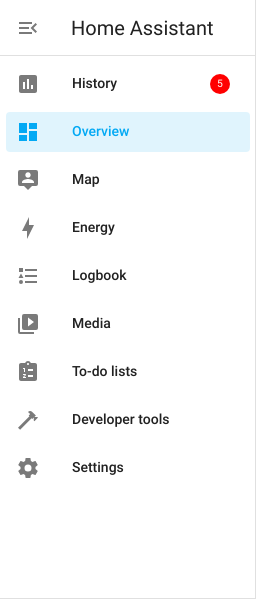 Home Assistant
History
5
Overview
Map
Energy
Logbook
Media
To-do lists
Developer tools
Settings